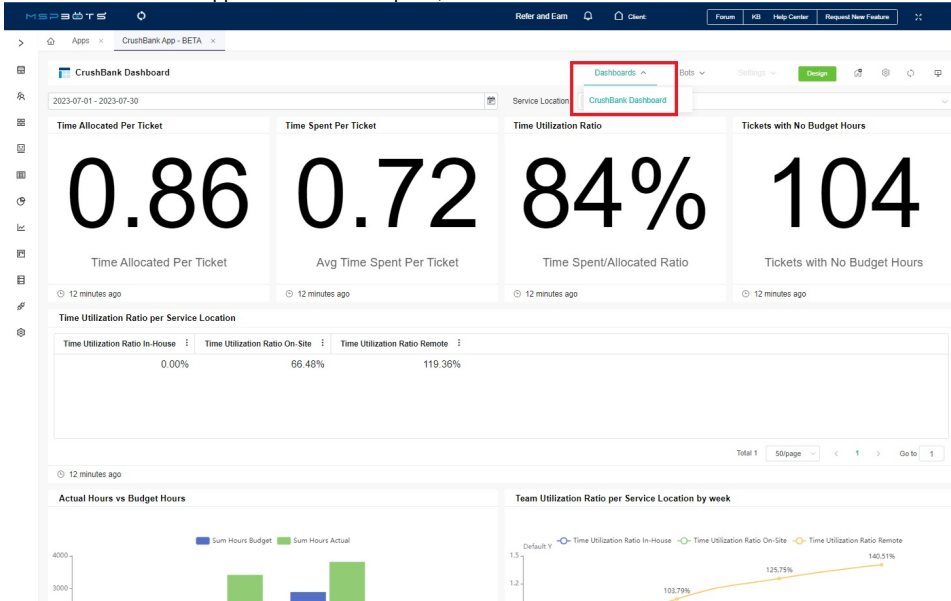 MSPBOTS
Refer and Earn
Client:
Forum
KB
Help Center
Request New Feature
Apps ×
CrushBank App - BETA ×
CrushBank Dashboard
Dashboards
Bots
Settings
Design
2023-07-01 - 2023-07-30
Service Location
CrushBank Dashboard
Time Allocated Per Ticket
Time Spent Per Ticket
Time Utilization Ratio
Tickets with No Budget Hours
0.86
0.72
84%
104
Time Allocated Per Ticket
Avg Time Spent Per Ticket
Time Spent/Allocated Ratio
Tickets with No Budget Hours
12 minutes ago
12 minutes ago
12 minutes ago
12 minutes ago
Time Utilization Ratio per Service Location
Time Utilization Ratio In-House
Time Utilization Ratio On-Site
Time Utilization Ratio Remote
0.00%
66.48%
119.36%
Total 1
50/page
< 1 >
Go to 1
12 minutes ago
Actual Hours vs Budget Hours
Team Utilization Ratio per Service Location by week
Sum Hours Budget
Sum Hours Actual
Default Y
Time Utilization Ratio In-House
Time Utilization Ratio On-Site
Time Utilization Ratio Remote
4000
3000
1.5
1.2
103.79%
125.75%
140.51%